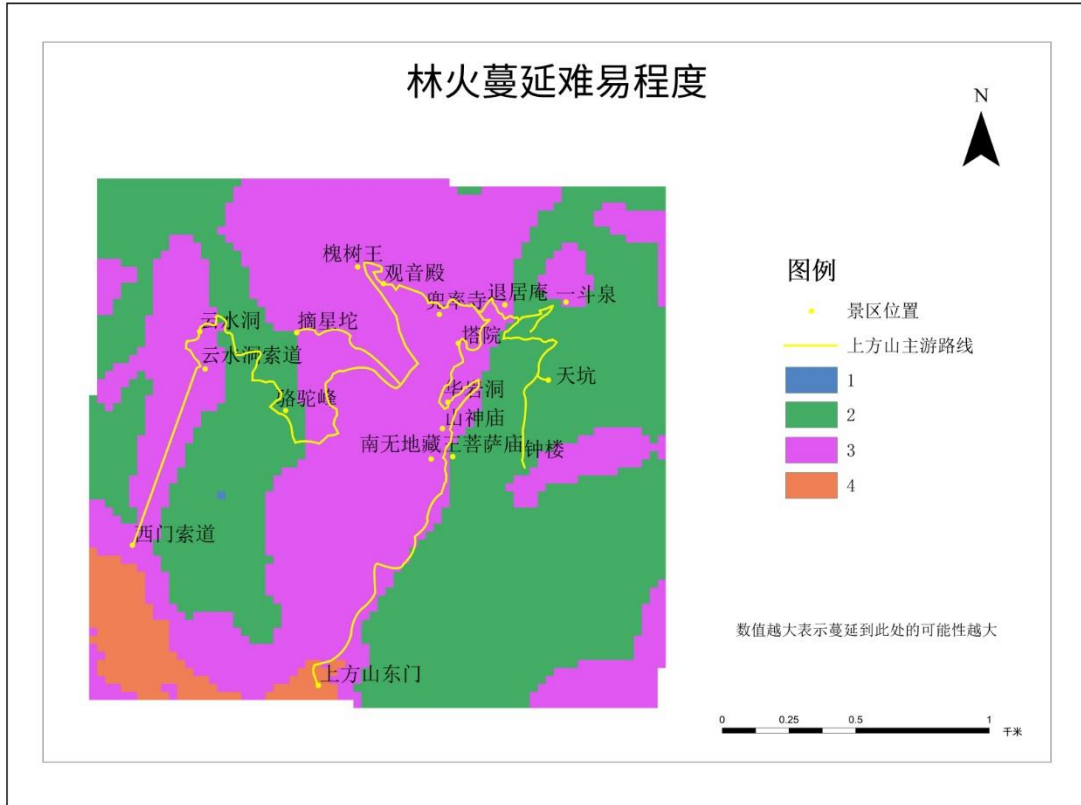 林火蔓延难易程度
N
槐树王
观音殿
兜率寺
退居庵
一斗泉
云水洞
摘星坨
塔院
云水洞索道
天坑
骆驼峰
华岩洞
山神庙
南无地藏王菩萨庙
钟楼
西门索道
上方山东门
图例
景区位置
上方山主游路线
1
2
3
4
数值越大表示蔓延到此处的可能性越大
0 0.25 0.5 1
千米